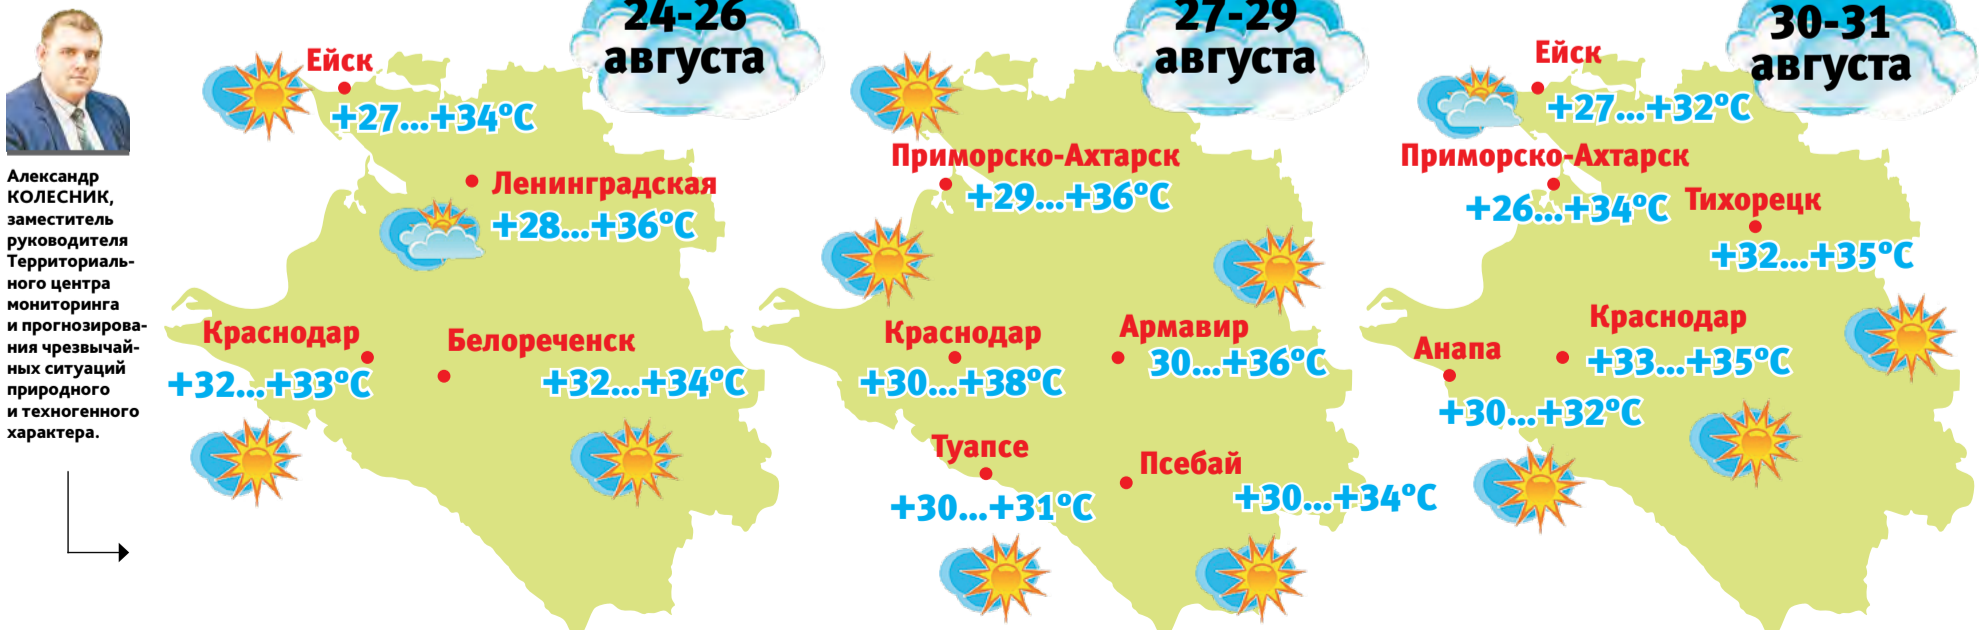 Александр
КОЛЕСНИК,
заместитель
руководителя
Территориаль-
ного центра
мониторинга
и прогнозирова-
ния чрезвычай-
ных ситуаций
природного
и техногенного
характера.
24-26
августа
Ейск
+27...+34°C
Ленинградская
+28...+36°C
Краснодар
+32...+33°C
Белореченск
+32...+34°C
27-29
августа
Приморско-Ахтарск
+29...+36°C
Краснодар
+30...+38°C
Армавир
30...+36°C
Туапсе
+30...+31°C
Псебай
+30...+34°C
30-31
августа
Ейск
+27...+32°C
Приморско-Ахтарск
+26...+34°C
Тихорецк
+32...+35°C
Краснодар
+33...+35°C
Анапа
+30...+32°C